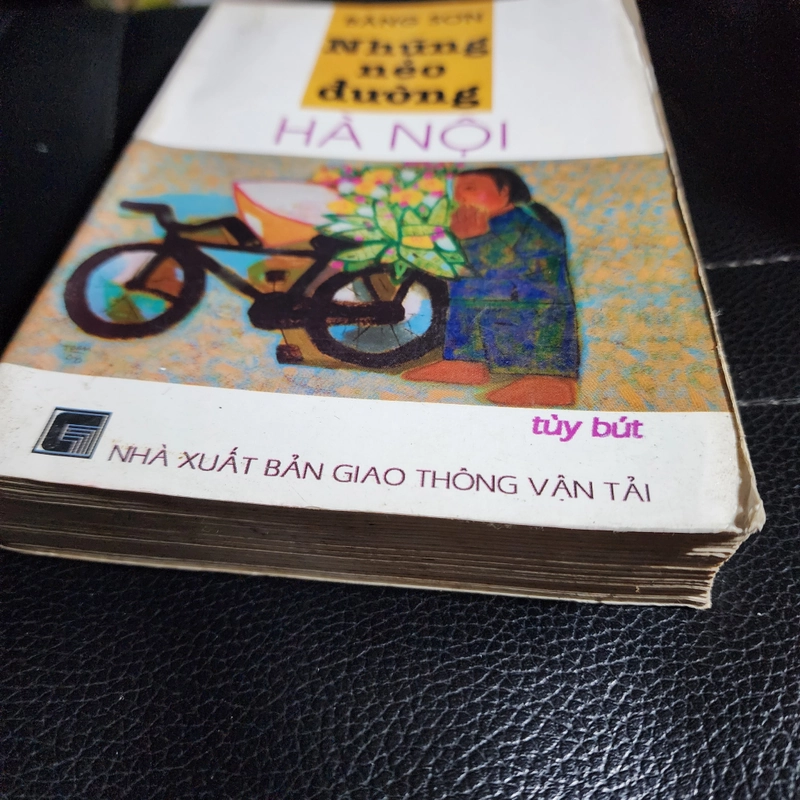 BĂNG SƠN
Những
nẻo
đường
HÀ NỘI
tùy bút
NHÀ XUẤT BẢN GIAO THÔNG VẬN TẢI